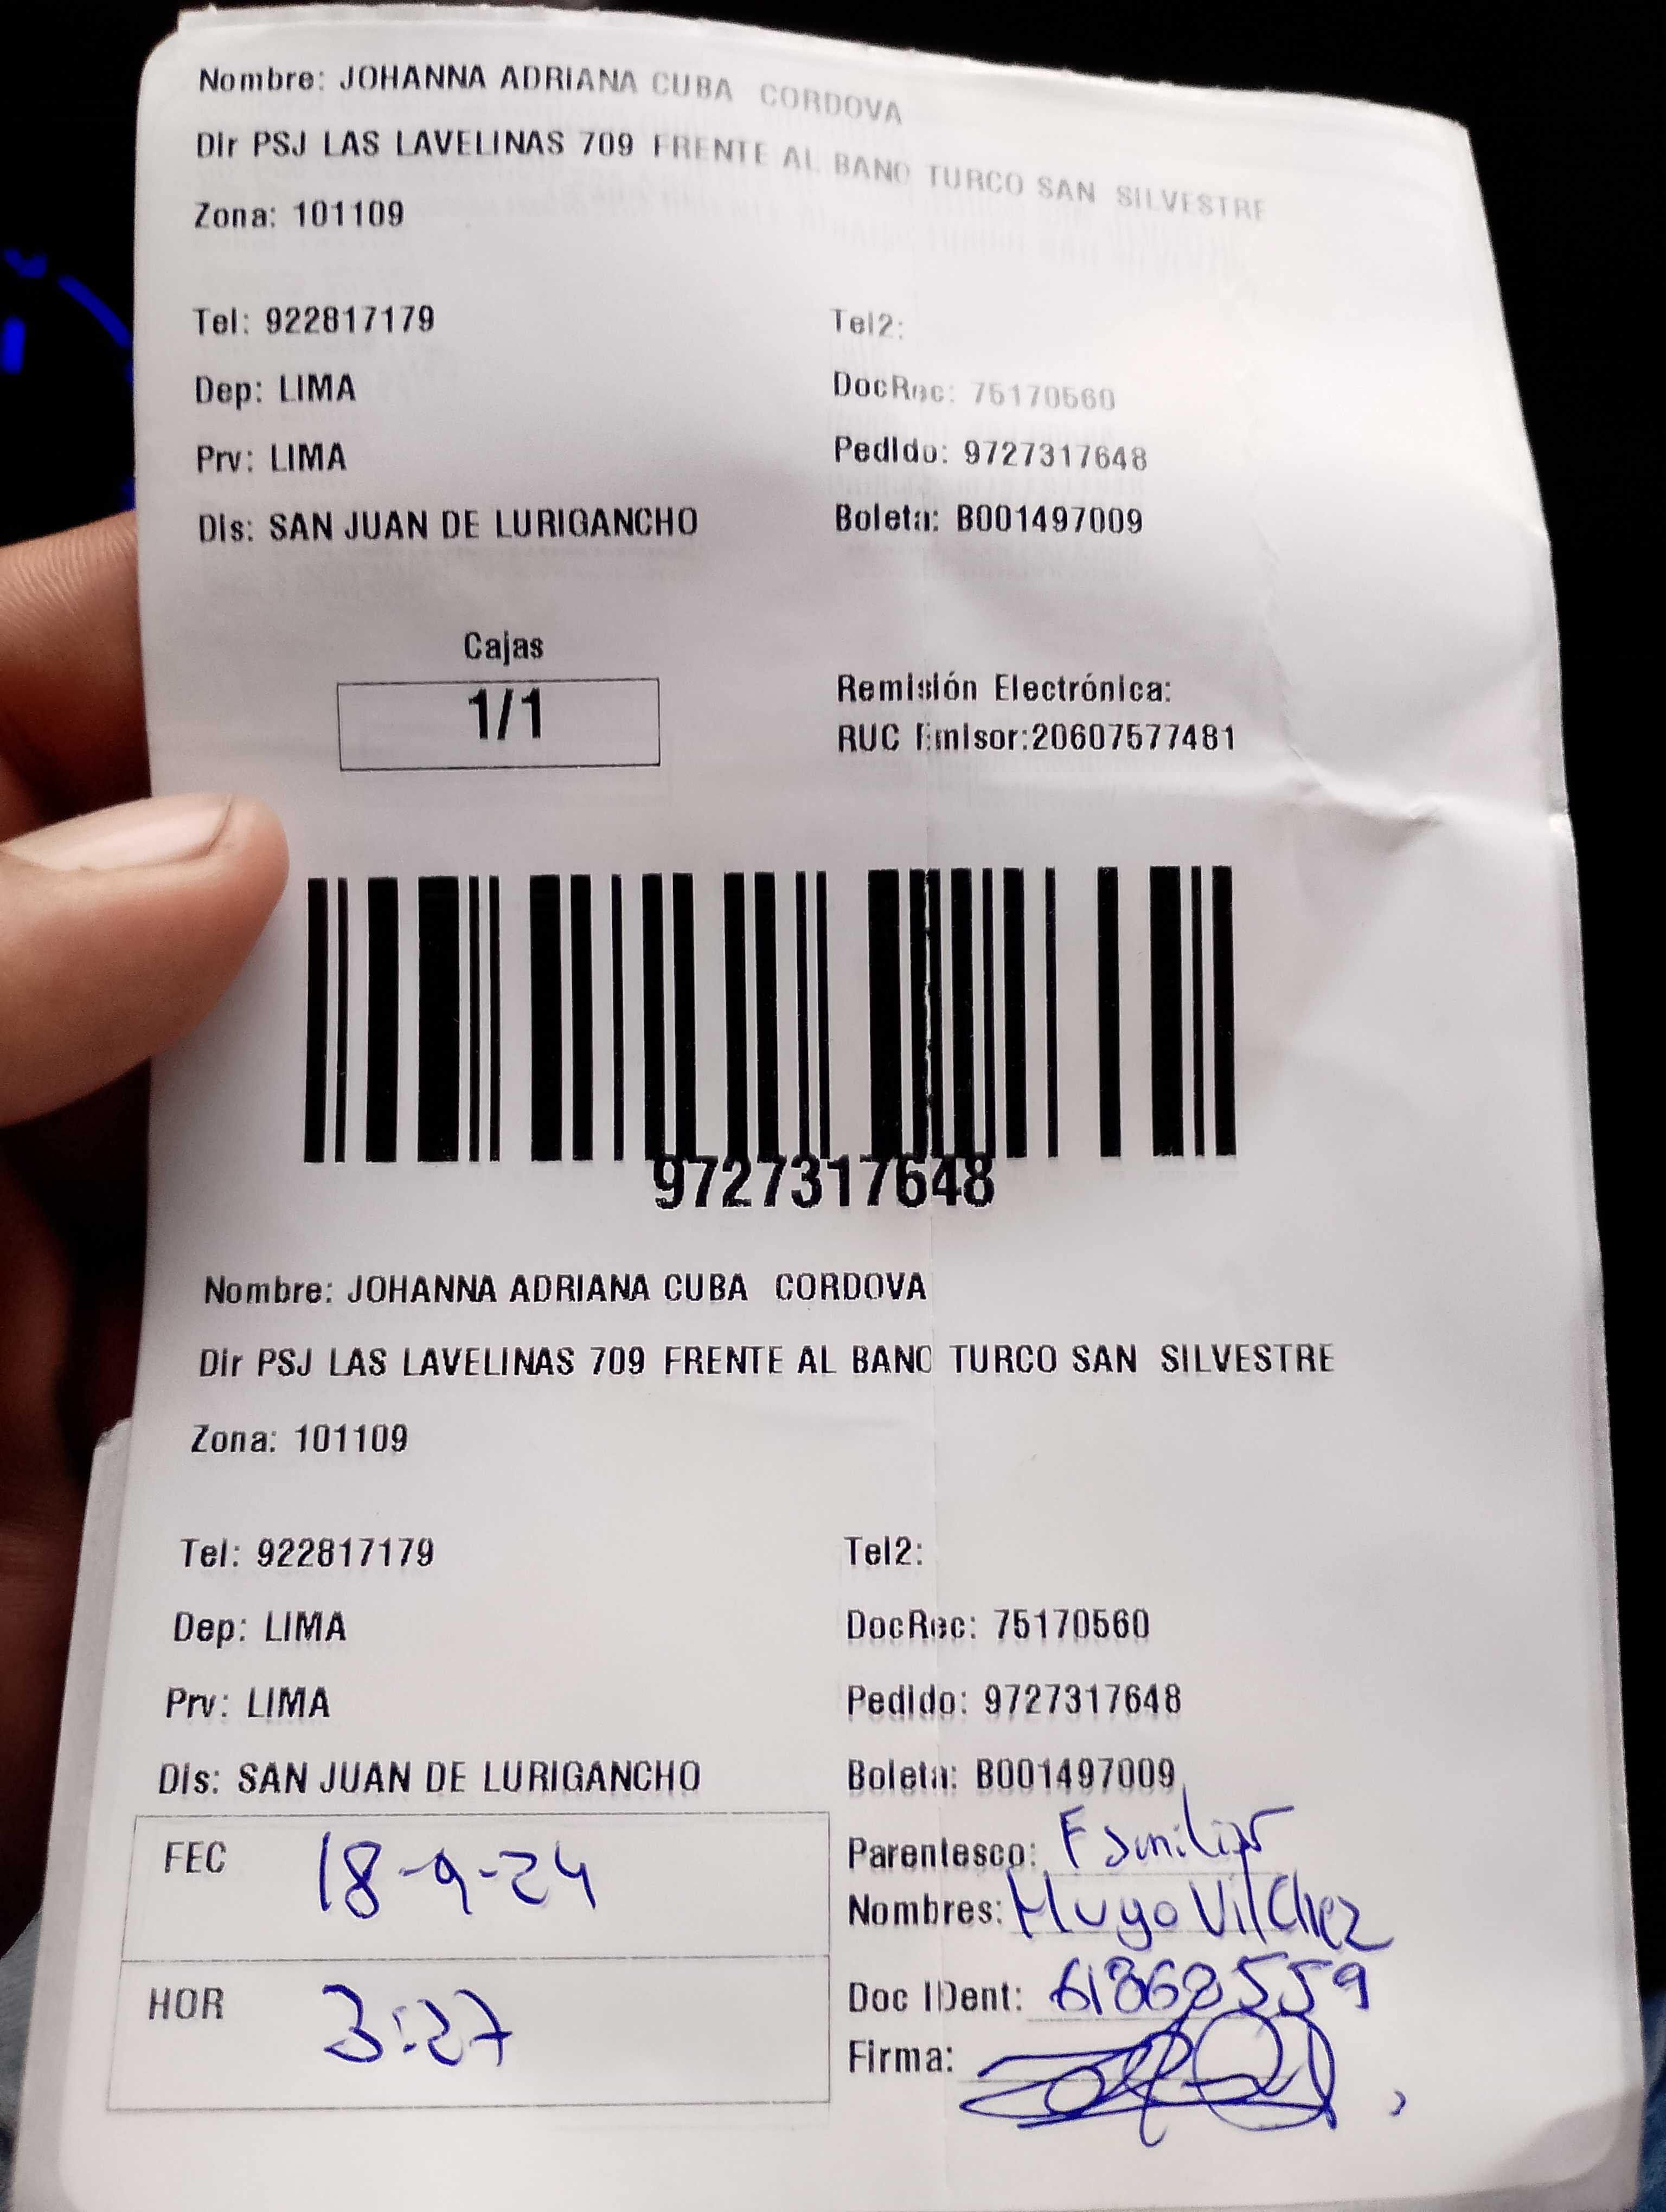 Nombre: JOHANNA ADRIANA CUBA CORDOVA
Dir PSJ LAS LAVELINAS 709 FRENTE AL BANO TURCO SAN SILVESTRE
Zona: 101109
Tel: 922817179 Tel2:
Dep: LIMA DocRec: 75170560
Prv: LIMA Pedido: 9727317648
Dis: SAN JUAN DE LURIGANCHO Boleta: B001497009
Cajas
1/1
Remisión Electrónica:
RUC Emisor:20607577481
9727317648
Nombre: JOHANNA ADRIANA CUBA CORDOVA
Dir PSJ LAS LAVELINAS 709 FRENTE AL BANO TURCO SAN SILVESTRE
Zona: 101109
Tel: 922817179 Tel2:
Dep: LIMA DocRec: 75170560
Prv: LIMA Pedido: 9727317648
Dis: SAN JUAN DE LURIGANCHO Boleta: B001497009
FEC 18-9-24
Parentesco: Familiar
Nombres: Hugo Vilchez
HOR 3:27
Doc IDent: 61868559
Firma: